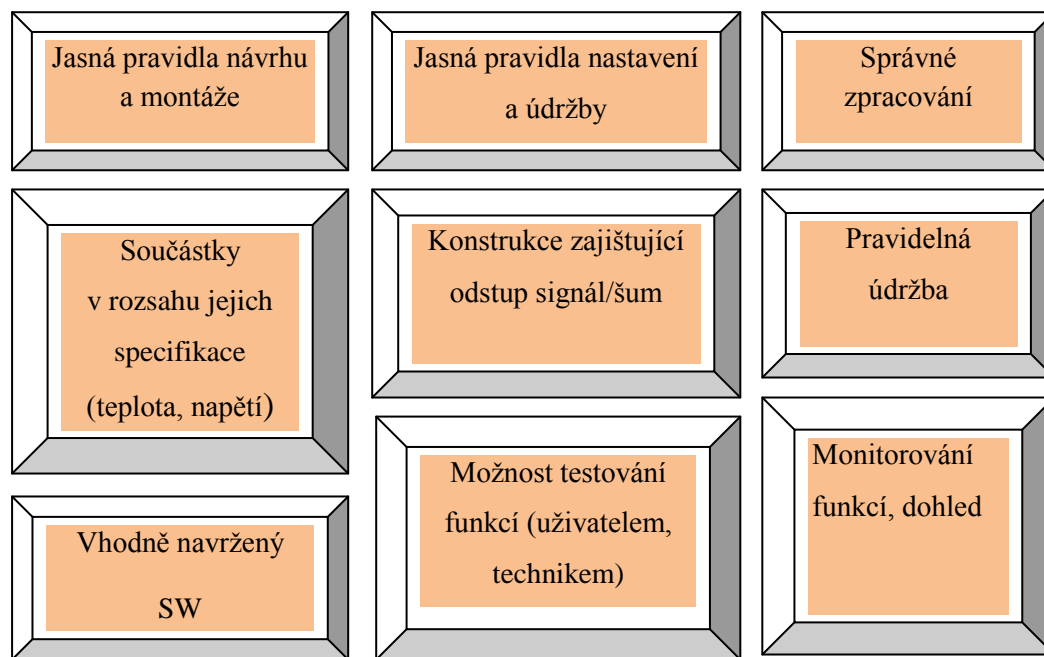 Jasná pravidla návrhu
a montáže
Jasná pravidla nastavení
a údržby
Správné
zpracování
Součástky
v rozsahu jejich
specifikace
(teplota, napětí)
Konstrukce zajištující
odstup signál/šum
Pravidelná
údržba
Vhodně navržený
SW
Možnost testování
funkcí (uživatelem,
technikem)
Monitorování
funkcí, dohled